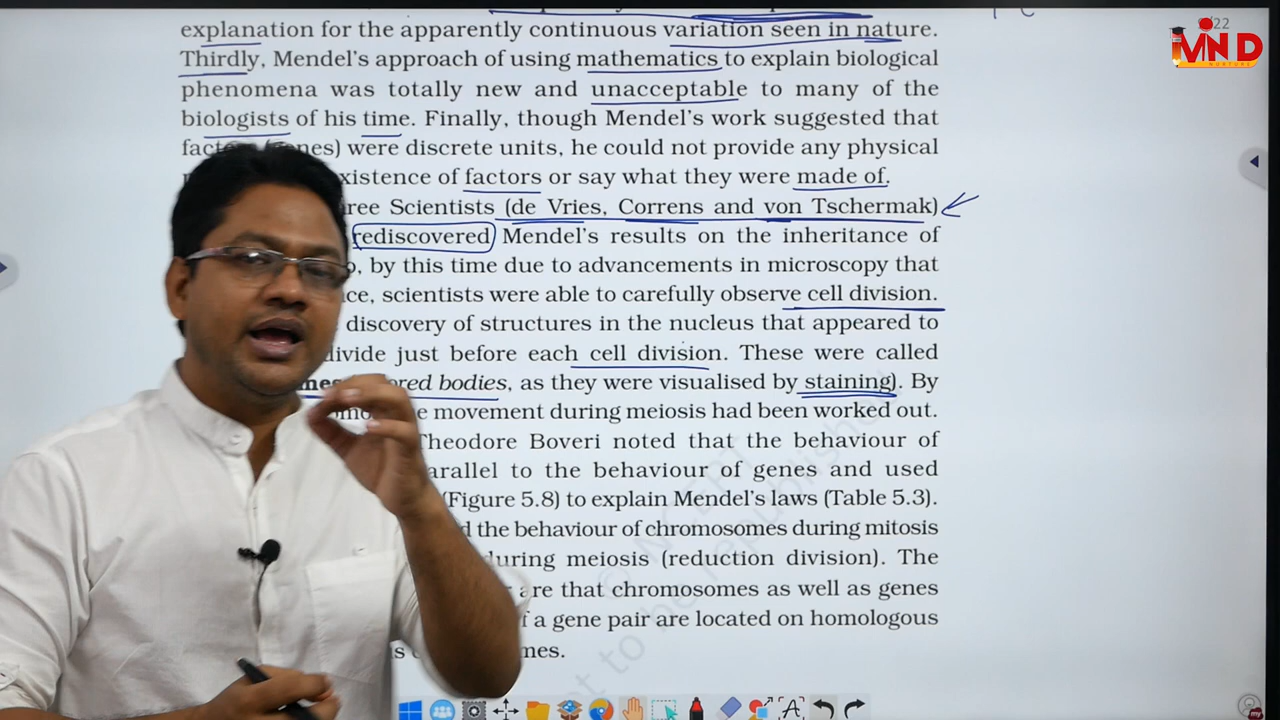 explanation for the apparently continuous variation seen in nature.
Thirdly, Mendel's approach of using mathematics to explain biological
phenomena was totally new and unacceptable to many of the
biologists of his time. Finally, though Mendel's work suggested that
were discrete units, he could not provide any physical
xistence of factors or say what they were made of.
ree Scientists (de Vries, Correns and von Tschermak)
rediscovered Mendel's results on the inheritance of
, by this time due to advancements in microscopy that
ce, scientists were able to carefully observe cell division.
discovery of structures in the nucleus that appeared to
ivide just before each cell division. These were called
red bodies, as they were visualised by staining). By
e movement during meiosis had been worked out.
Theodore Boveri noted that the behaviour of
arallel to the behaviour of genes and used
(Figure 5.8) to explain Mendel's laws (Table 5.3).
d the behaviour of chromosomes during mitosis
during meiosis (reduction division). The
are that chromosomes as well as genes
f a gene pair are located on homologous
mes.
© NCERT
to be republished
22
MIND